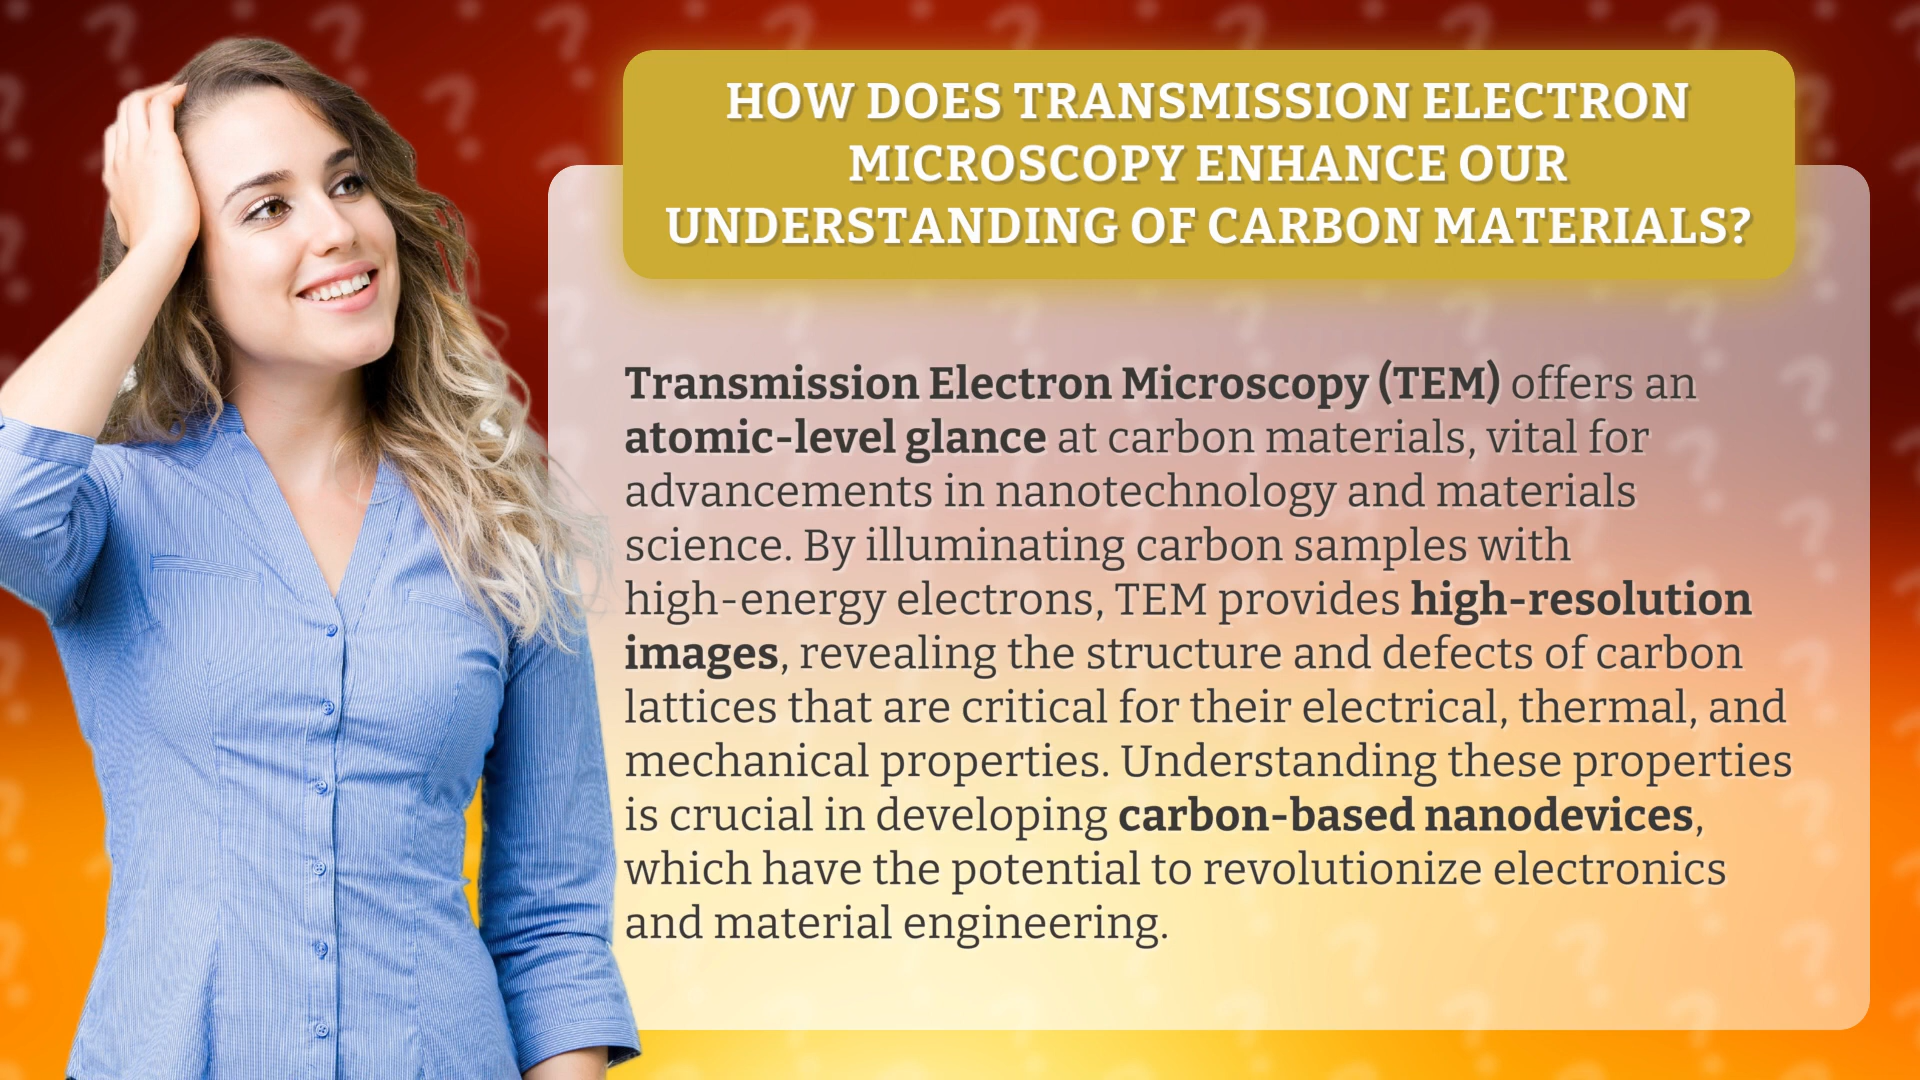 HOW DOES TRANSMISSION ELECTRON
MICROSCOPY ENHANCE OUR
UNDERSTANDING OF CARBON MATERIALS?
Transmission Electron Microscopy (TEM) offers an
atomic-level glance at carbon materials, vital for
advancements in nanotechnology and materials
science. By illuminating carbon samples with
high-energy electrons, TEM provides high-resolution
images, revealing the structure and defects of carbon
lattices that are critical for their electrical, thermal, and
mechanical properties. Understanding these properties
is crucial in developing carbon-based nanodevices,
which have the potential to revolutionize electronics
and material engineering.